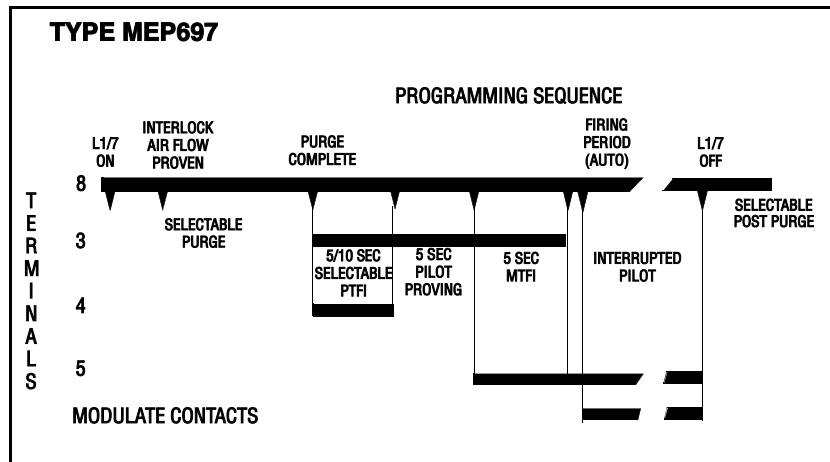 TYPE MEP697
PROGRAMMING SEQUENCE
L1/7
ON
INTERLOCK
AIR FLOW
PROVEN
PURGE
COMPLETE
FIRING
PERIOD
(AUTO)
L1/7
OFF
TERMINALS
8
SELECTABLE
PURGE
SELECTABLE
POST PURGE
3
5/10 SEC
SELECTABLE
PTFI
5 SEC
PILOT
PROVING
5 SEC
MTFI
INTERRUPTED
PILOT
4
5
MODULATE CONTACTS